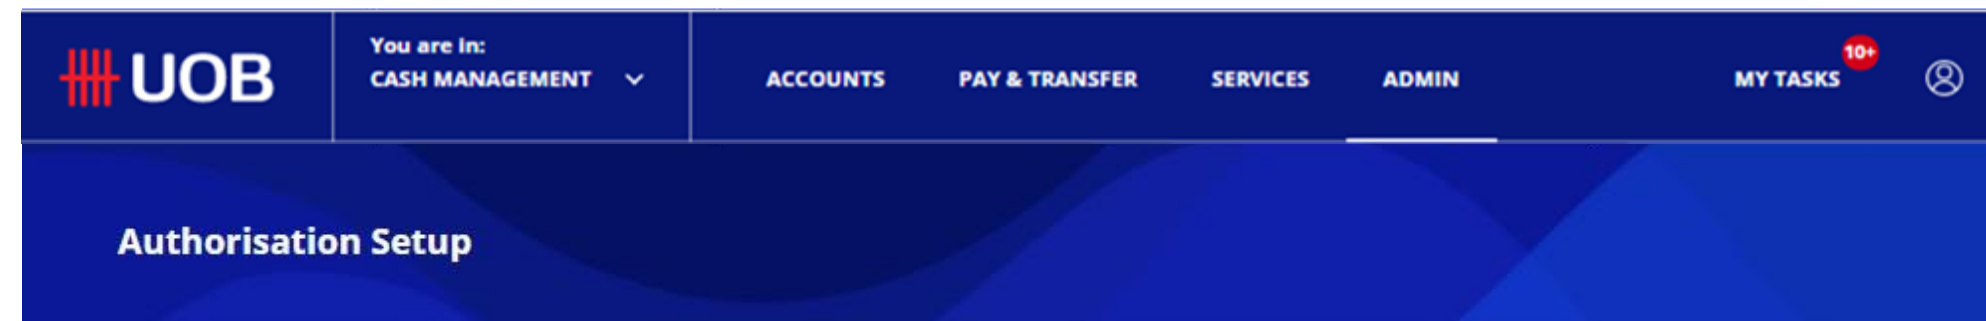 UOB
You are In:
CASH MANAGEMENT
ACCOUNTS
PAY & TRANSFER
SERVICES
ADMIN
MY TASKS
10+
Authorisation Setup